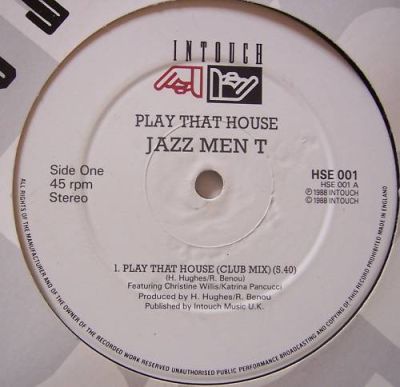 INTOUCH
PLAY THAT HOUSE
JAZZ MEN T
Side One
45 rpm
Stereo
HSE 001
HSE 001 A
℗ 1988 INTOUCH
© 1988 INTOUCH
1. PLAY THAT HOUSE (CLUB MIX) (5.40)
(H. Hughes/R. Benou)
Featuring Christine Willis/Katrina Pancucci
Produced by H. Hughes/R. Benou
Published by Intouch Music U.K.
ALL RIGHTS OF THE MANUFACTURER AND OF THE OWNER OF THE RECORDED WORK RESERVED UNAUTHORISED PUBLIC PERFORMANCE BROADCASTING AND COPYING OF THIS RECORD PROHIBITED MADE IN ENGLAND